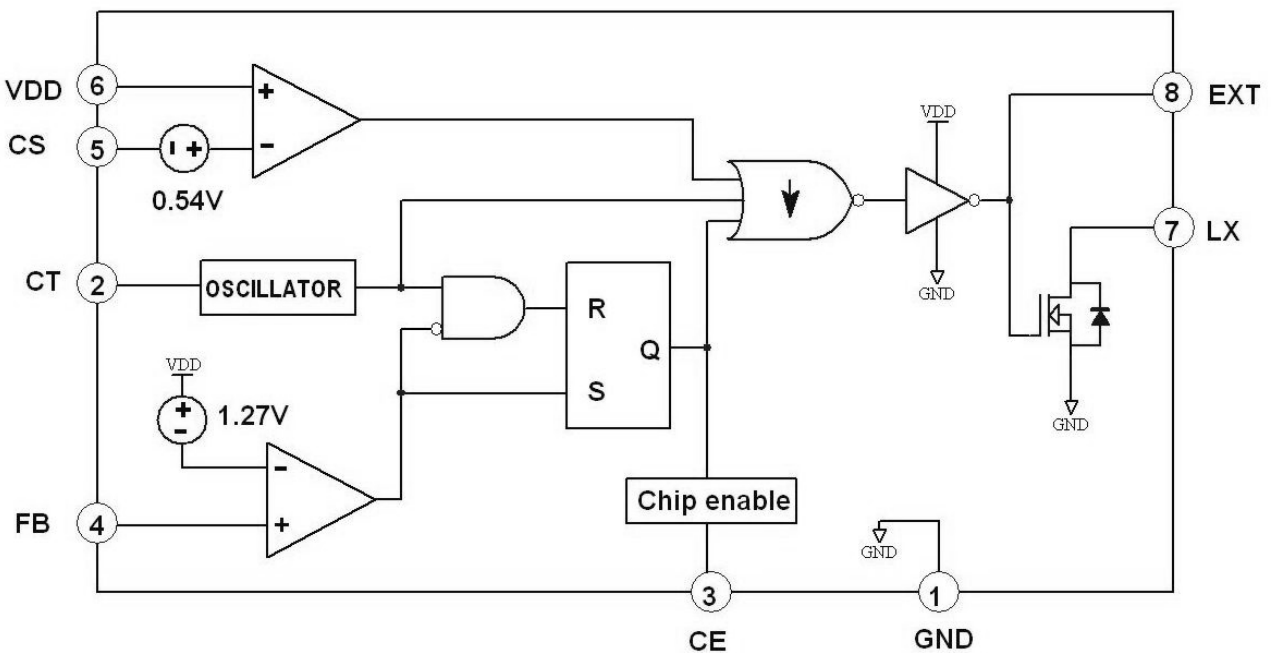 VDD 6
CS 5
+
-
- +
0.54V
VDD
GND
8 EXT
7 LX
CT 2
OSCILLATOR
R
Q
S
GND
VDD
+
-
1.27V
-
+
FB 4
Chip enable
GND
3
CE
1
GND